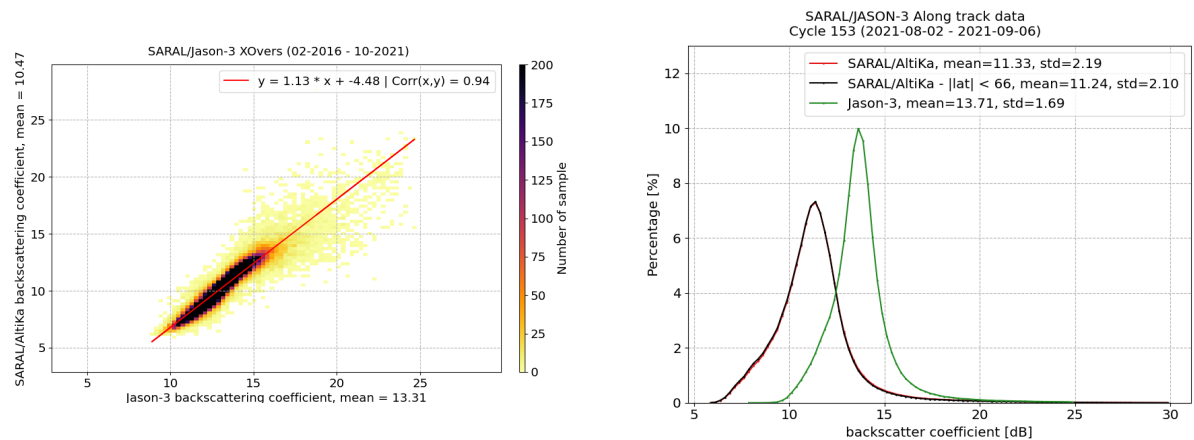 SARAL/Jason-3 XOvers (02-2016 - 10-2021)
y = 1.13 * x + -4.48 | Corr(x,y) = 0.94
SARAL/AltiKa backscattering coefficient, mean = 10.47
25
20
15
10
5
5
10
15
20
25
Jason-3 backscattering coefficient, mean = 13.31
200
175
150
125
100
75
50
25
0
Number of sample
SARAL/JASON-3 Along track data
Cycle 153 (2021-08-02 - 2021-09-06)
SARAL/AltiKa, mean=11.33, std=2.19
SARAL/AltiKa - |lat| < 66, mean=11.24, std=2.10
Jason-3, mean=13.71, std=1.69
Percentage [%]
12
10
8
6
4
2
0
5
10
15
20
25
30
backscatter coefficient [dB]